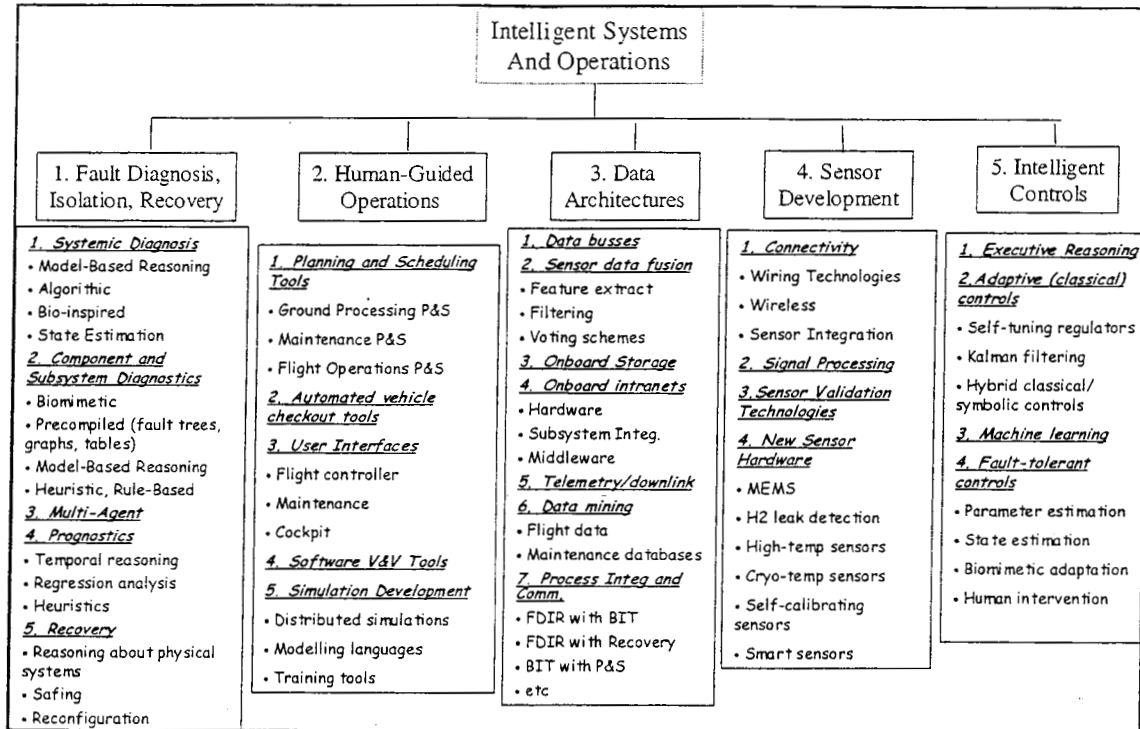 Intelligent Systems
And Operations
1. Fault Diagnosis,
Isolation, Recovery
2. Human-Guided
Operations
3. Data
Architectures
4. Sensor
Development
5. Intelligent
Controls
1. Systemic Diagnosis
• Model-Based Reasoning
• Algorithic
• Bio-inspired
• State Estimation
2. Component and
Subsystem Diagnostics
• Biomimetic
• Precompiled (fault trees,
graphs, tables)
• Model-Based Reasoning
• Heuristic, Rule-Based
3. Multi-Agent
4. Prognostics
• Temporal reasoning
• Regression analysis
• Heuristics
5. Recovery
• Reasoning about physical
systems
• Safing
• Reconfiguration
1. Planning and Scheduling
Tools
• Ground Processing P&S
• Maintenance P&S
• Flight Operations P&S
2. Automated vehicle
checkout tools
3. User Interfaces
• Flight controller
• Maintenance
• Cockpit
4. Software V&V Tools
5. Simulation Development
• Distributed simulations
• Modelling languages
• Training tools
1. Data busses
2. Sensor data fusion
• Feature extract
• Filtering
• Voting schemes
3. Onboard Storage
4. Onboard intranets
• Hardware
• Subsystem Integ.
• Middleware
5. Telemetry/downlink
6. Data mining
• Flight data
• Maintenance databases
7. Process Integ and
Comm.
• FDIR with BIT
• FDIR with Recovery
• BIT with P&S
• etc
1. Connectivity
• Wiring Technologies
• Wireless
• Sensor Integration
2. Signal Processing
3. Sensor Validation
Technologies
4. New Sensor
Hardware
• MEMS
• H2 leak detection
• High-temp sensors
• Cryo-temp sensors
• Self-calibrating
sensors
• Smart sensors
1. Executive Reasoning
2. Adaptive (classical)
controls
• Self-tuning regulators
• Kalman filtering
• Hybrid classical/
symbolic controls
3. Machine learning
4. Fault-tolerant
controls
• Parameter estimation
• State estimation
• Biomimetic adaptation
• Human intervention